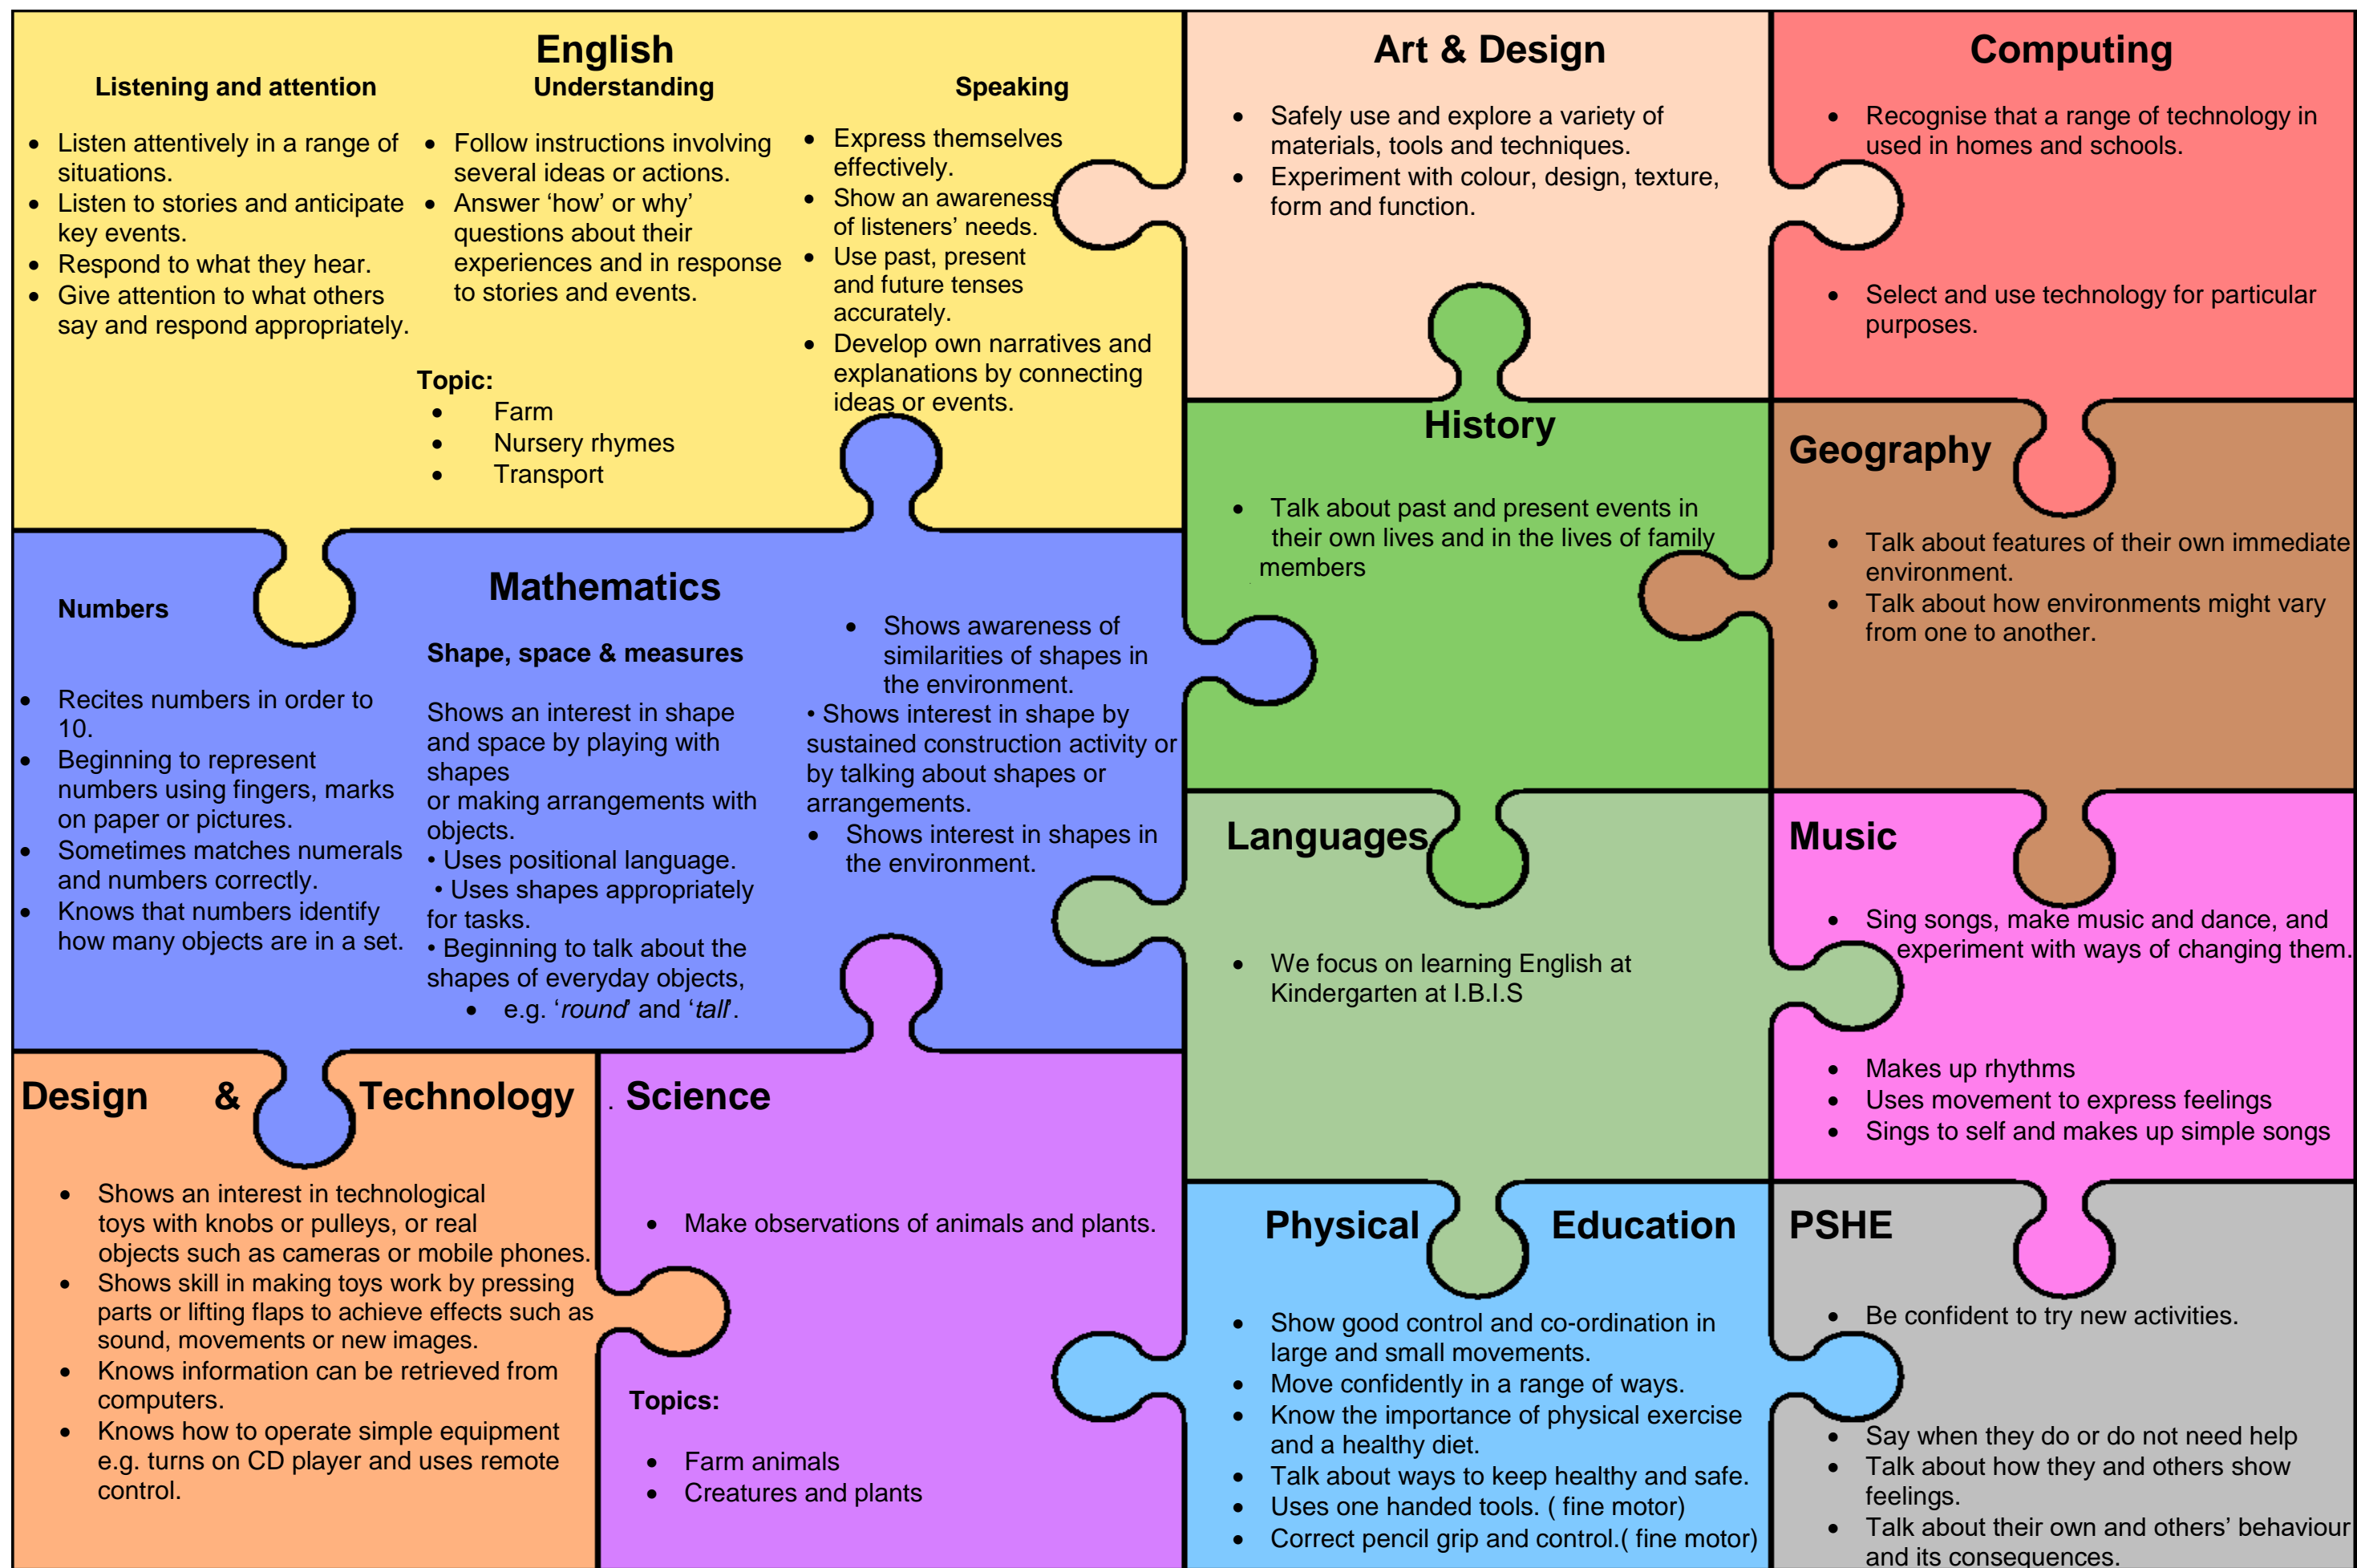 English
Listening and attention
• Listen attentively in a range of
situations.
• Listen to stories and anticipate
key events.
• Respond to what they hear.
• Give attention to what others
say and respond appropriately.
Understanding
• Follow instructions involving
several ideas or actions.
• Answer ‘how’ or why’
questions about their
experiences and in response
to stories and events.
Topic:
• Farm
• Nursery rhymes
• Transport
Speaking
• Express themselves
effectively.
• Show an awareness
of listeners’ needs.
• Use past, present
and future tenses
accurately.
• Develop own narratives and
explanations by connecting
ideas or events.
Art & Design
• Safely use and explore a variety of
materials, tools and techniques.
• Experiment with colour, design, texture,
form and function.
Computing
• Recognise that a range of technology in
used in homes and schools.
• Select and use technology for particular
purposes.
History
• Talk about past and present events in
their own lives and in the lives of family
members
Geography
• Talk about features of their own immediate
environment.
• Talk about how environments might vary
from one to another.
Mathematics
Numbers
• Recites numbers in order to
10.
• Beginning to represent
numbers using fingers, marks
on paper or pictures.
• Sometimes matches numerals
and numbers correctly.
• Knows that numbers identify
how many objects are in a set.
Shape, space & measures
Shows an interest in shape
and space by playing with
shapes
or making arrangements with
objects.
• Uses positional language.
• Uses shapes appropriately
for tasks.
• Beginning to talk about the
shapes of everyday objects,
• e.g. ‘round’ and ‘tall’.
• Shows awareness of
similarities of shapes in
the environment.
• Shows interest in shape by
sustained construction activity or
by talking about shapes or
arrangements.
• Shows interest in shapes in
the environment.
Languages
• We focus on learning English at
Kindergarten at I.B.I.S
Music
• Sing songs, make music and dance, and
experiment with ways of changing them.
• Makes up rhythms
• Uses movement to express feelings
• Sings to self and makes up simple songs
Design & Technology
• Shows an interest in technological
toys with knobs or pulleys, or real
objects such as cameras or mobile phones.
• Shows skill in making toys work by pressing
parts or lifting flaps to achieve effects such as
sound, movements or new images.
• Knows information can be retrieved from
computers.
• Knows how to operate simple equipment
e.g. turns on CD player and uses remote
control.
. Science
• Make observations of animals and plants.
Topics:
• Farm animals
• Creatures and plants
Physical Education
• Show good control and co-ordination in
large and small movements.
• Move confidently in a range of ways.
• Know the importance of physical exercise
and a healthy diet.
• Talk about ways to keep healthy and safe.
• Uses one handed tools. ( fine motor)
• Correct pencil grip and control.( fine motor)
PSHE
• Be confident to try new activities.
• Say when they do or do not need help
• Talk about how they and others show
feelings.
• Talk about their own and others’ behaviour
and its consequences.